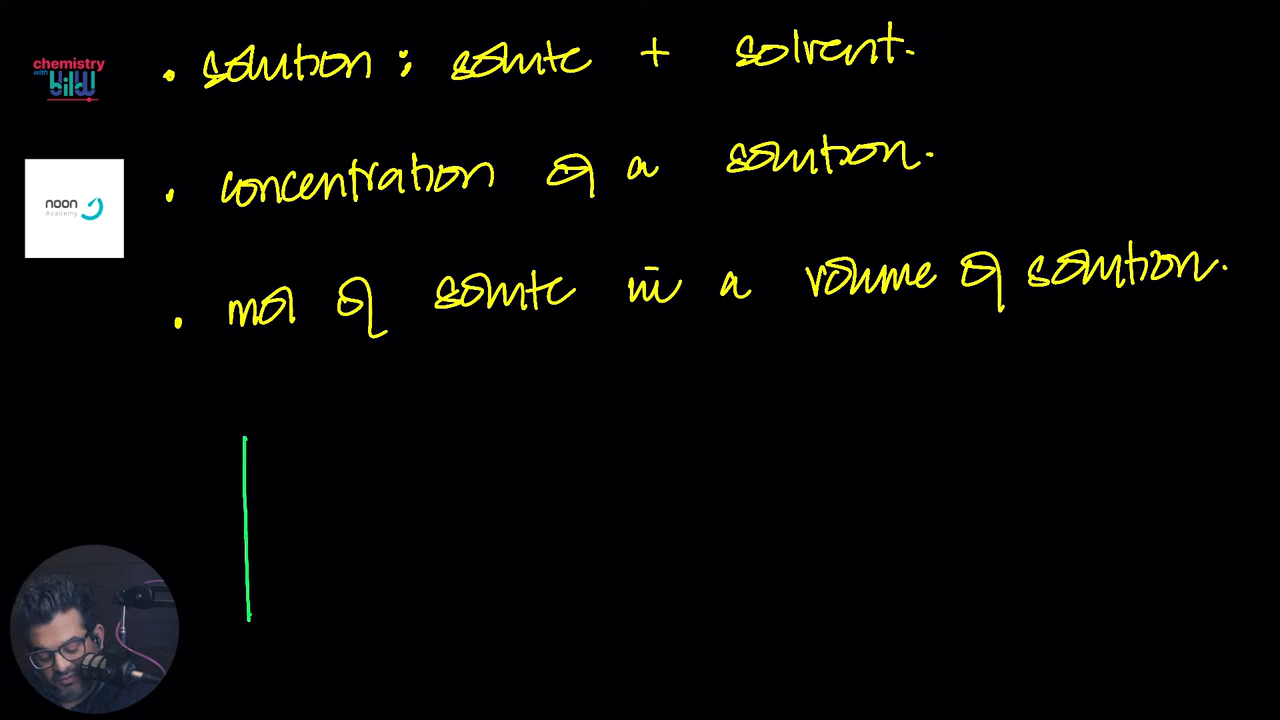 • solution : solute + solvent.
chemistry
with
bilal
• concentration of a solution.
noon
Academy
• mol of solute in a volume of solution.